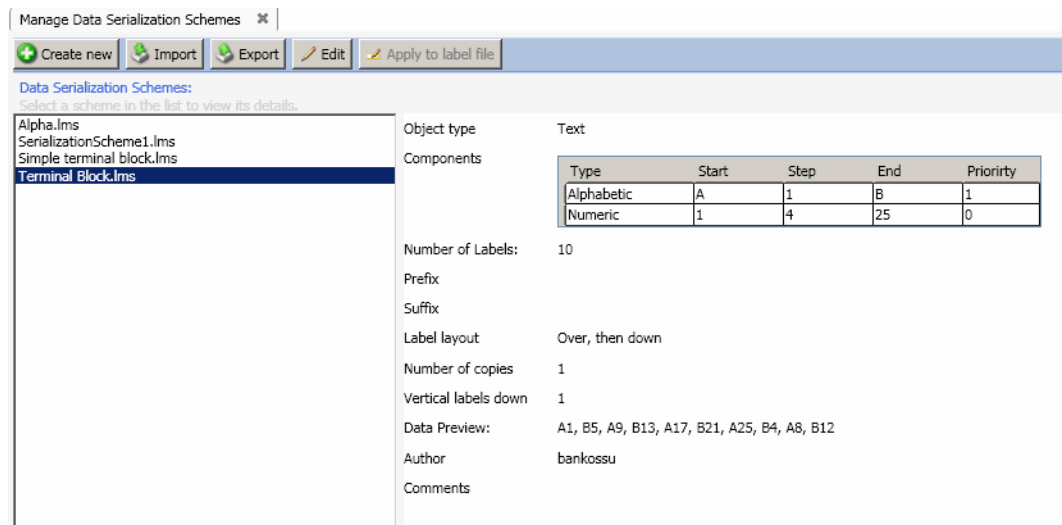 Manage Data Serialization Schemes
Create new Import Export Edit Apply to label file
Data Serialization Schemes:
Select a scheme in the list to view its details.
Alpha.lms
SerializationScheme1.lms
Simple terminal block.lms
Terminal Block.lms
Object type Text
Components
Type Start Step End Priorirty
Alphabetic A 1 B 1
Numeric 1 4 25 0
Number of Labels: 10
Prefix
Suffix
Label layout Over, then down
Number of copies 1
Vertical labels down 1
Data Preview: A1, B5, A9, B13, A17, B21, A25, B4, A8, B12
Author bankossu
Comments